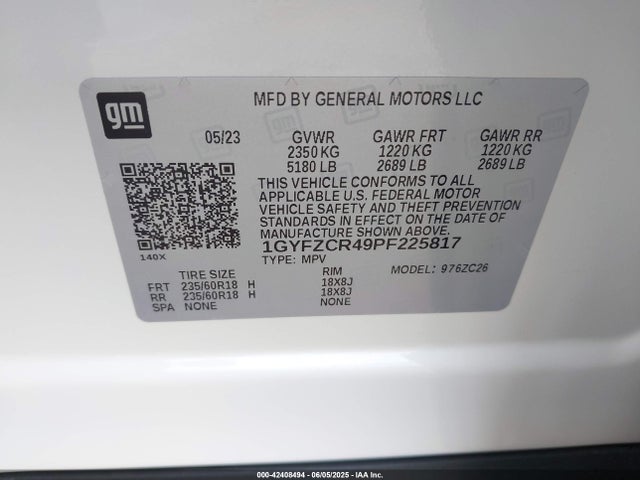 gm
MFD BY GENERAL MOTORS LLC
05/23 GVWR GAWR FRT GAWR RR
2350 KG 1220 KG 1220 KG
5180 LB 2689 LB 2689 LB
THIS VEHICLE CONFORMS TO ALL
APPLICABLE U.S. FEDERAL MOTOR
VEHICLE SAFETY AND THEFT PREVENTION
STANDARDS IN EFFECT ON THE DATE OF
MANUFACTURE SHOWN ABOVE.
140X
1GYFZCR49PF225817
TYPE: MPV MODEL: 976ZC26
TIRE SIZE RIM
FRT 235/60R18 H 18X8J
RR 235/60R18 H 18X8J
SPA NONE NONE
000-42408494 - 06/05/2025 - IAA Inc.